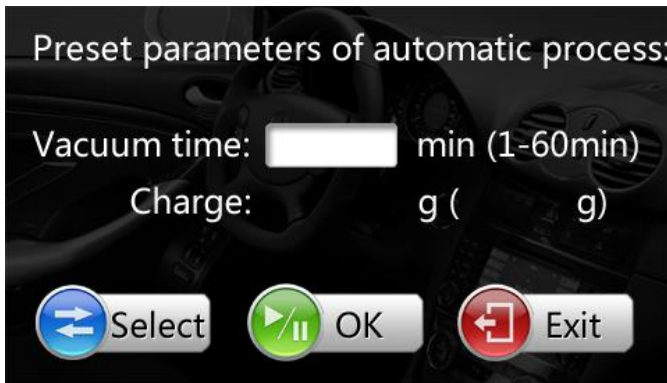 Preset parameters of automatic process:
Vacuum time: min (1-60min)
Charge: g ( g)
Select OK Exit